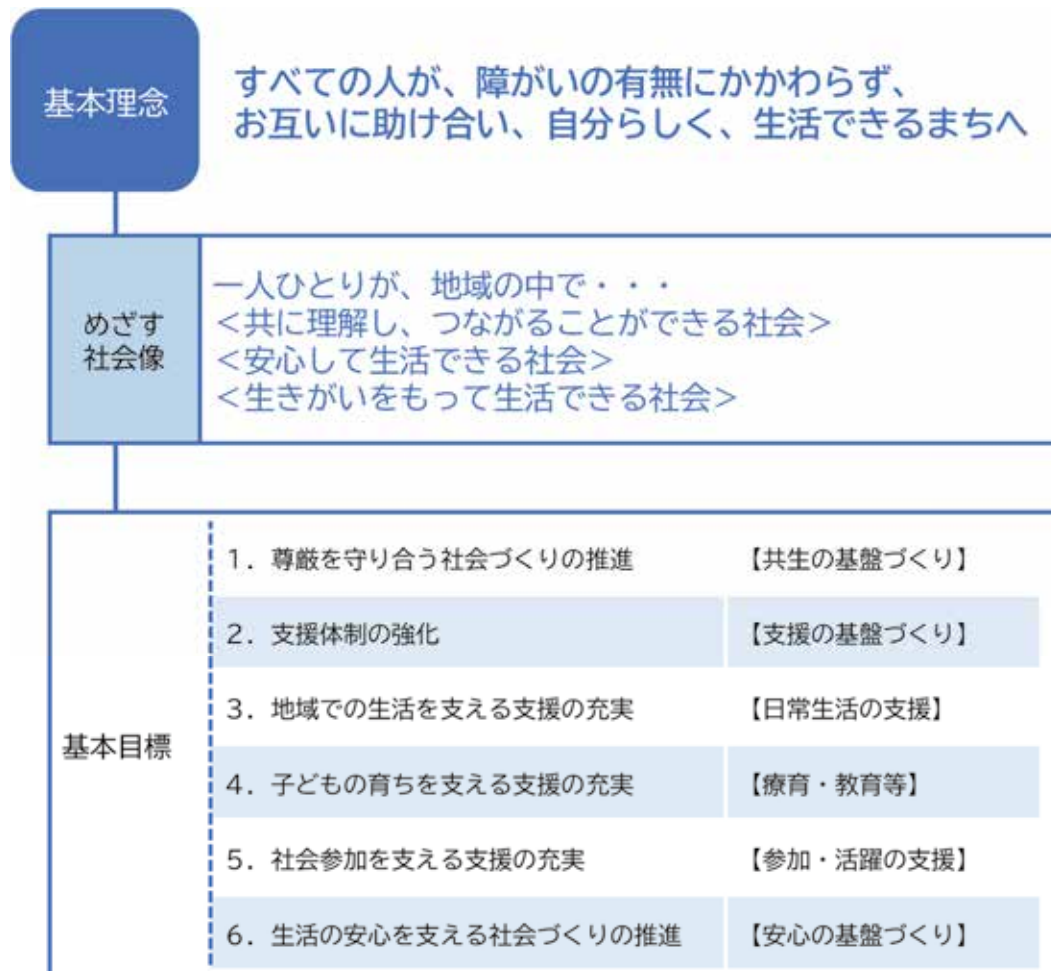 基本理念
すべての人が、障がいの有無にかかわらず、
お互いに助け合い、自分らしく、生活できるまちへ
めざす
社会像
一人ひとりが、地域の中で・・・
＜共に理解し、つながることができる社会＞
＜安心して生活できる社会＞
＜生きがいをもって生活できる社会＞
基本目標
1．尊厳を守り合う社会づくりの推進 【共生の基盤づくり】
2．支援体制の強化 【支援の基盤づくり】
3．地域での生活を支える支援の充実 【日常生活の支援】
4．子どもの育ちを支える支援の充実 【療育・教育等】
5．社会参加を支える支援の充実 【参加・活躍の支援】
6．生活の安心を支える社会づくりの推進 【安心の基盤づくり】